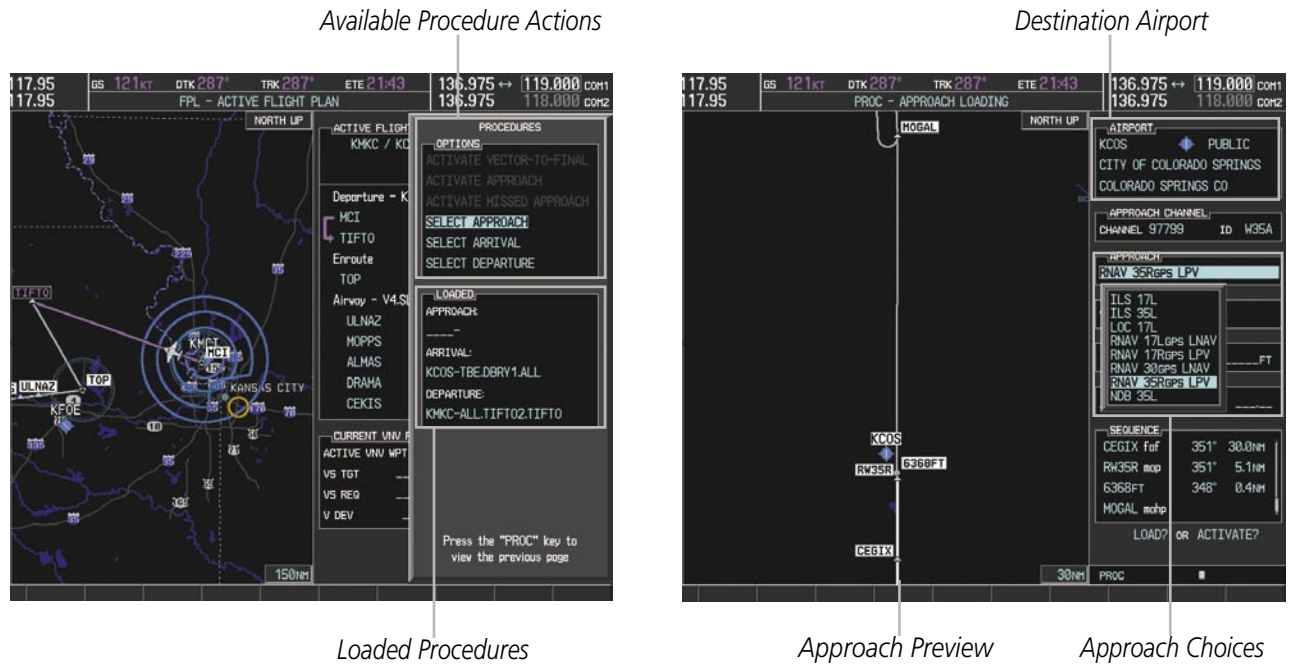 Available Procedure Actions
Destination Airport
117.95 GS 121KT DTK 287° TRK 287° ETE 21:43 136.975 ↔ 119.000 COM1
117.95 FPL - ACTIVE FLIGHT PLAN 136.975 118.000 COM2
NORTH UP
TIFTO
ULNAZ
TOP
KFOE
KMCI
MCI
KANSAS CITY
150NM
ACTIVE FLIGHT
KMKC / KC
Departure - K
MCI
TIFTO
Enroute
TOP
Airway - V4.SL
ULNAZ
MOPPS
ALMAS
DRAHA
CEKIS
CURRENT VNV P
ACTIVE VNV WPT
VS TGT
VS REQ
V DEV
PROCEDURES
OPTIONS
ACTIVATE VECTOR-TO-FINAL
ACTIVATE APPROACH
ACTIVATE MISSED APPROACH
SELECT APPROACH
SELECT ARRIVAL
SELECT DEPARTURE
LOADED
APPROACH:
____-
ARRIVAL:
KCOS-TBE.DBRY1.ALL
DEPARTURE:
KMKC-ALL.TIFTO2.TIFTO
Press the "PROC" key to
view the previous page
117.95 GS 121KT DTK 287° TRK 287° ETE 21:43 136.975 ↔ 119.000 COM1
117.95 PROC - APPROACH LOADING 136.975 118.000 COM2
MOGAL
NORTH UP
KCOS
RW35R
6368FT
CEGIX
30NM
AIRPORT
KCOS PUBLIC
CITY OF COLORADO SPRINGS
COLORADO SPRINGS CO
APPROACH CHANNEL
CHANNEL 97799 ID W35A
APPROACH
RNAV 35RGPS LPV
ILS 17L
ILS 35L
LOC 17L
RNAV 17LGPS LNAV
RNAV 17RGPS LPV
RNAV 30GPS LNAV
RNAV 35RGPS LPV
NDB 35L
_____FT
SEQUENCE
CEGIX faf 351° 30.0NM
RW35R map 351° 5.1NM
6368FT 348° 0.4NM
MOGAL mahp
LOAD? OR ACTIVATE?
PROC
Loaded Procedures
Approach Preview
Approach Choices